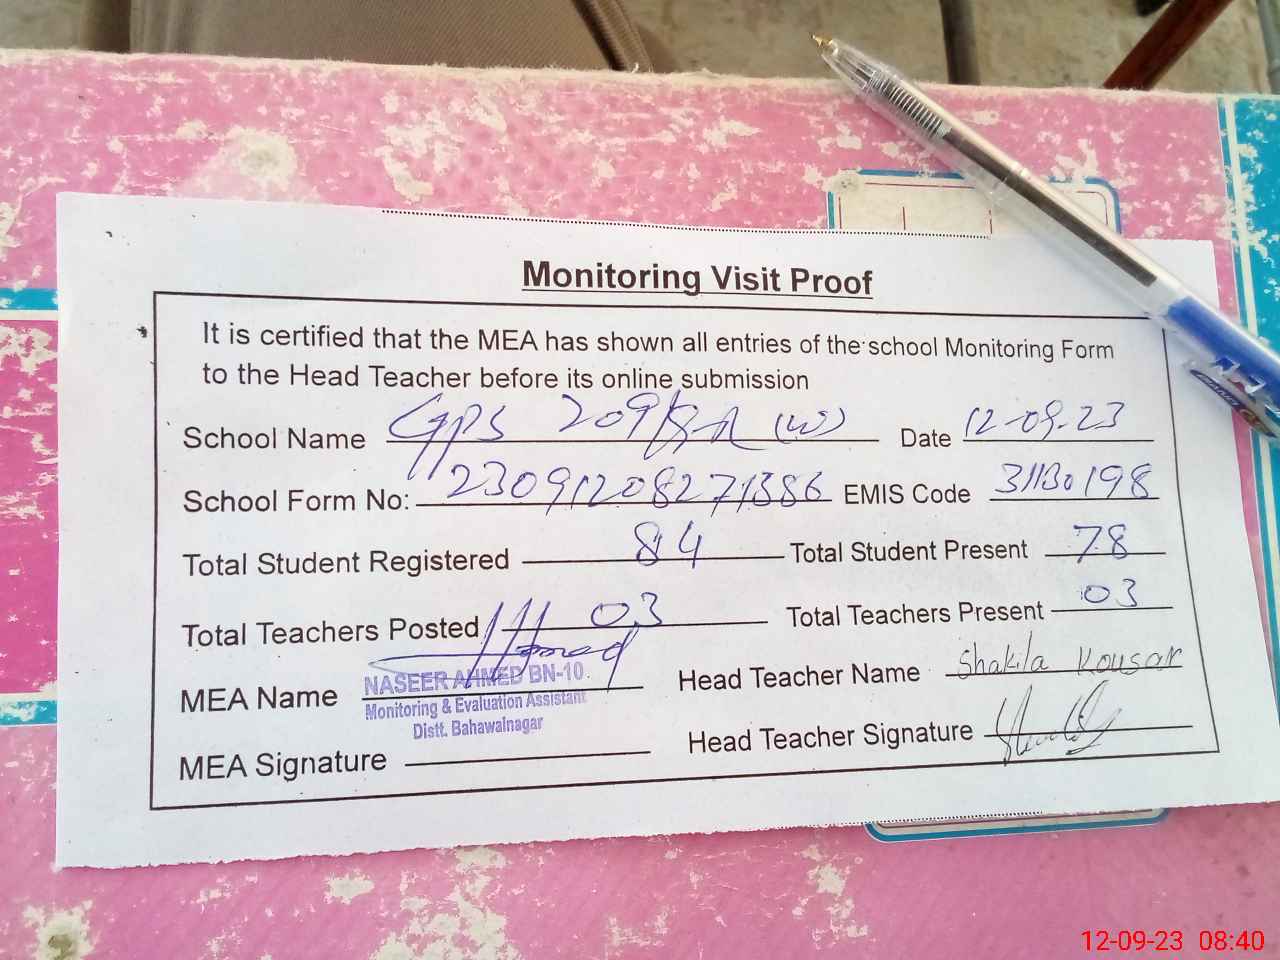 Monitoring Visit Proof
It is certified that the MEA has shown all entries of the school Monitoring Form
to the Head Teacher before its online submission
School Name GPS 209/9R (W) Date 12-09-23
School Form No: 23091208271386 EMIS Code 31130198
Total Student Registered 84 Total Student Present 78
Total Teachers Posted 03 Total Teachers Present 03
MEA Name NASEER AHMED BN-10 Head Teacher Name Shakila Kousar
Monitoring & Evaluation Assistant
Distt. Bahawalnagar
MEA Signature Head Teacher Signature
12-09-23 08:40